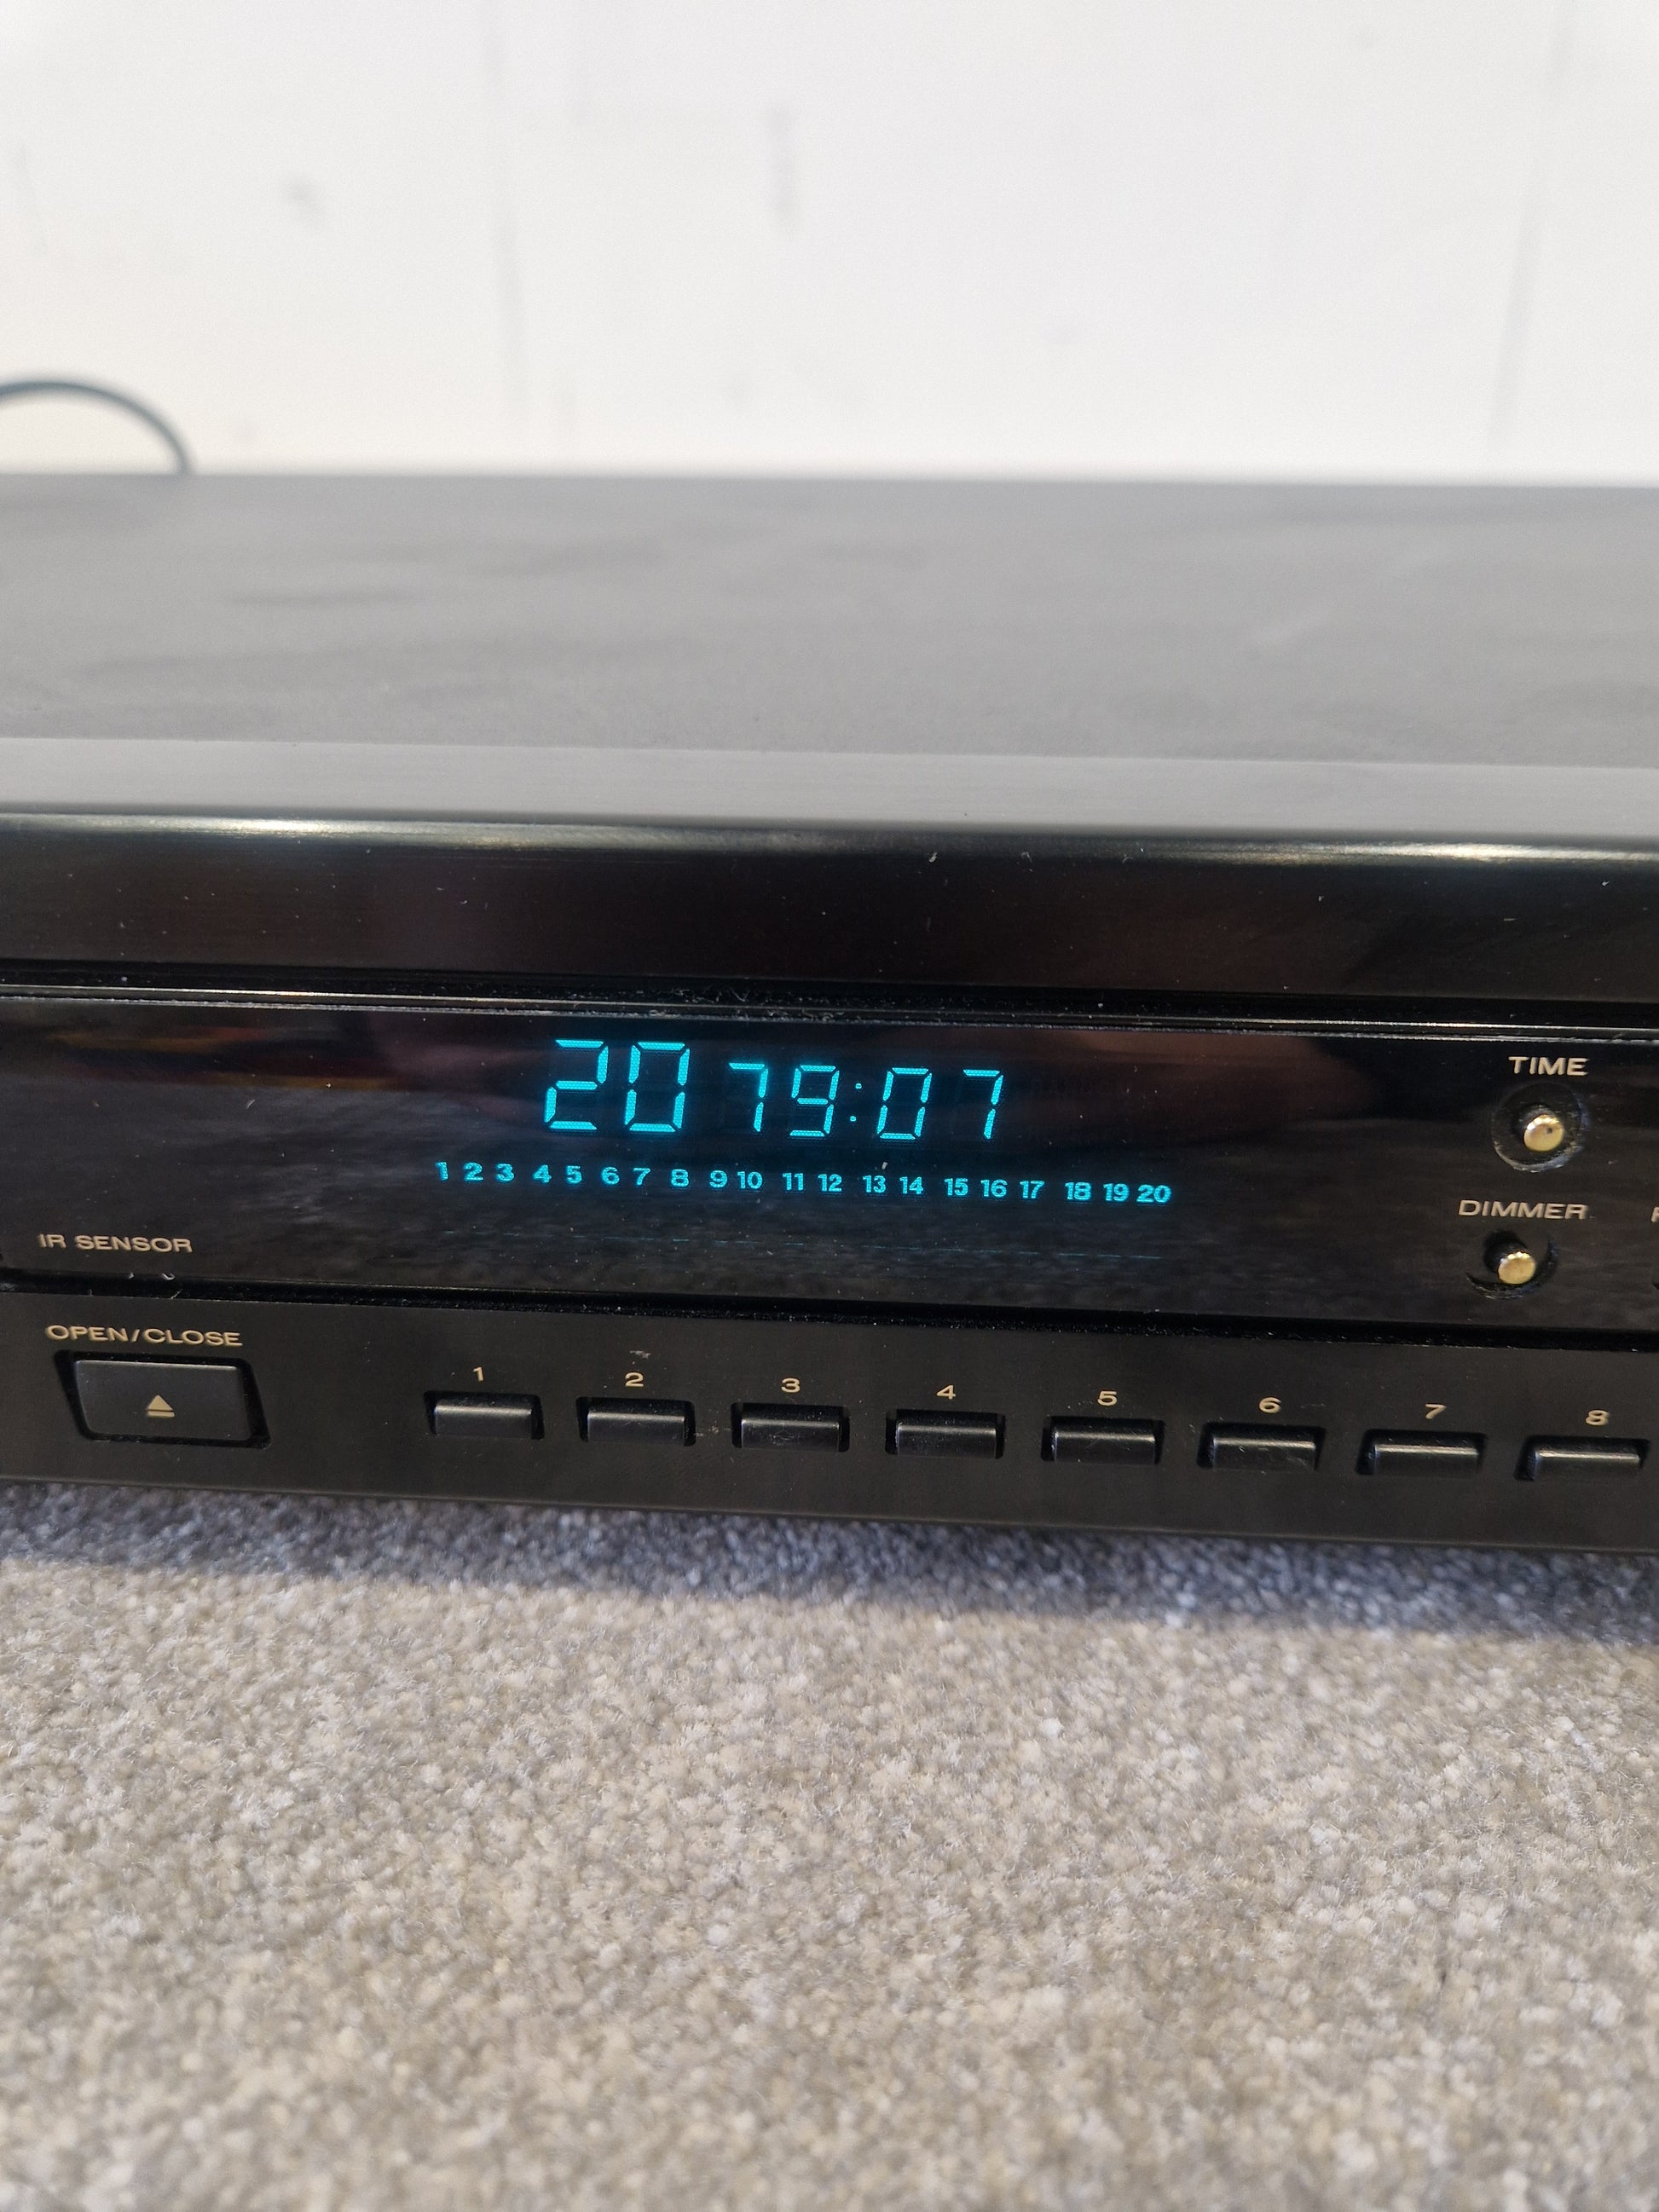 20 79:07
1 2 3 4 5 6 7 8 9 10 11 12 13 14 15 16 17 18 19 20
TIME
DIMMER
IR SENSOR
OPEN/CLOSE
1 2 3 4 5 6 7 8